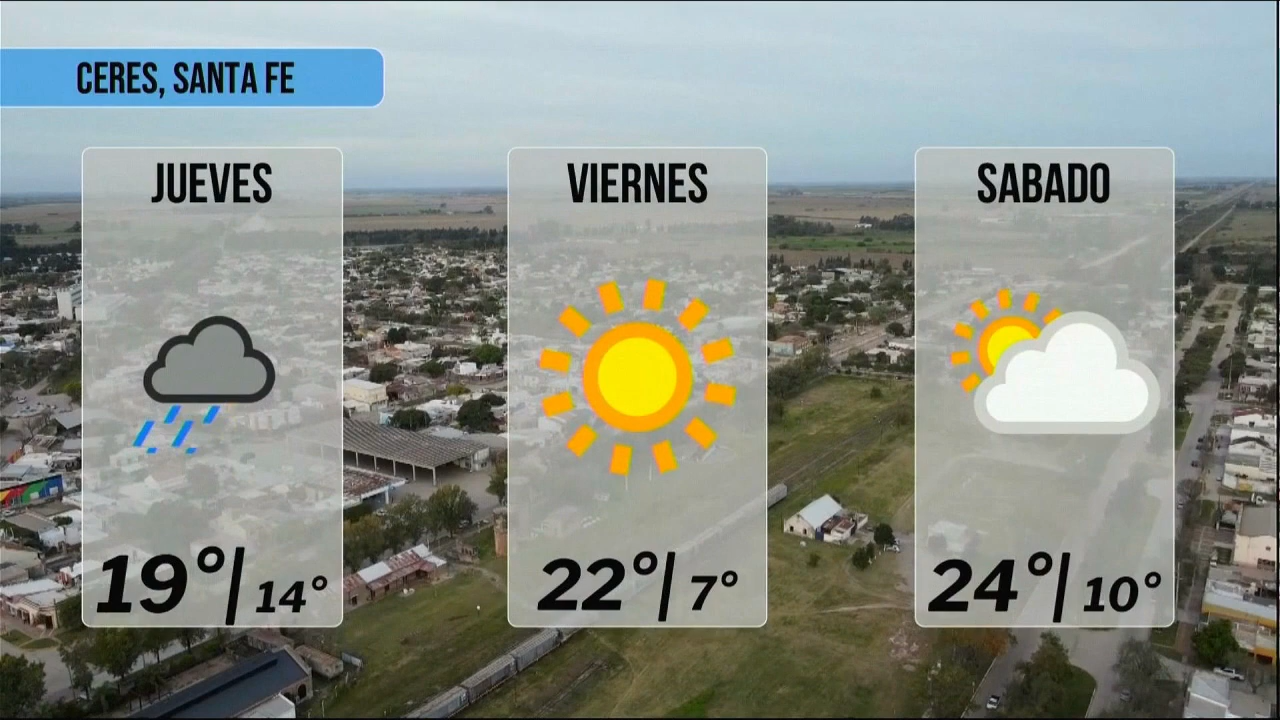 CERES, SANTA FE
JUEVES
19°/14°
VIERNES
22°/7°
SABADO
24°/10°